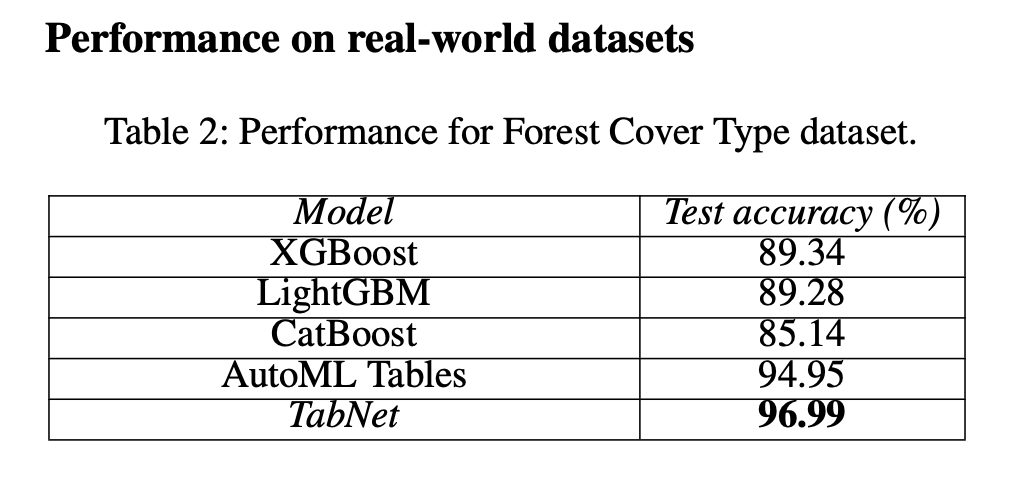 Performance on real-world datasets
Table 2: Performance for Forest Cover Type dataset.
Model Test accuracy (%)
XGBoost 89.34
LightGBM 89.28
CatBoost 85.14
AutoML Tables 94.95
TabNet 96.99